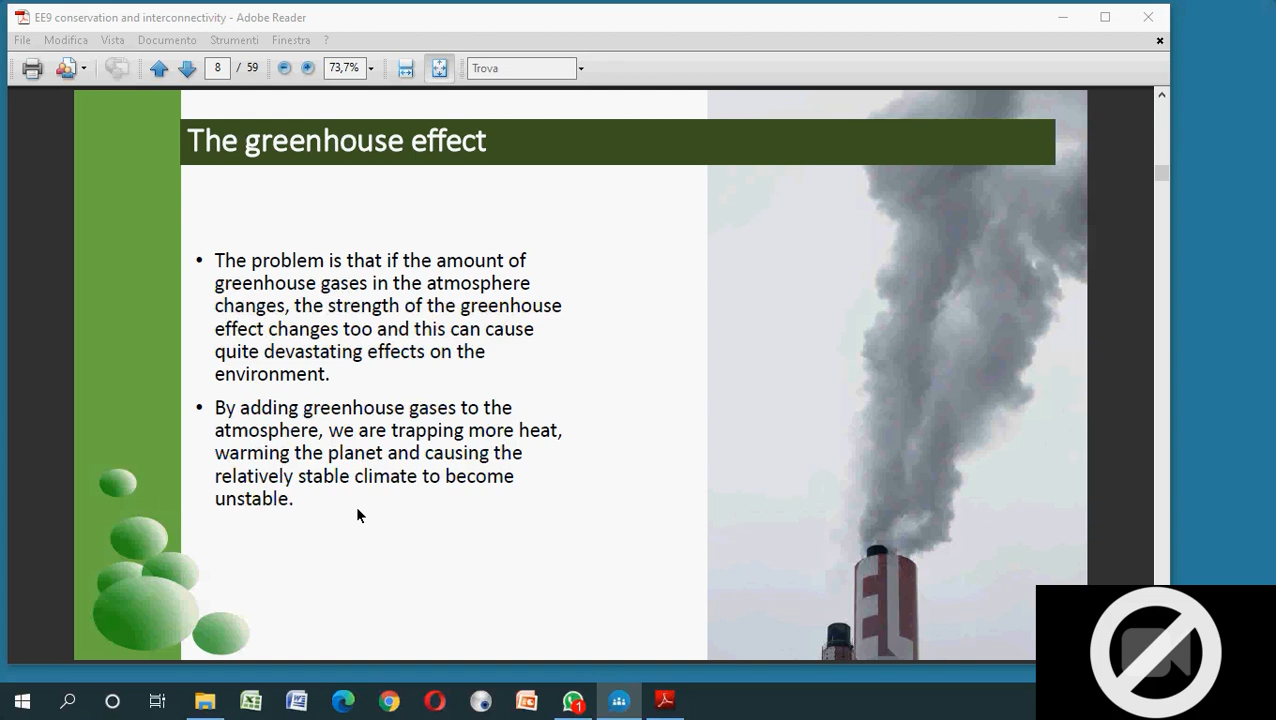 EE9 conservation and interconnectivity - Adobe Reader
File Modifica Vista Documento Strumenti Finestra ?
8 / 59 73,7% Trova
The greenhouse effect
• The problem is that if the amount of
greenhouse gases in the atmosphere
changes, the strength of the greenhouse
effect changes too and this can cause
quite devastating effects on the
environment.
• By adding greenhouse gases to the
atmosphere, we are trapping more heat,
warming the planet and causing the
relatively stable climate to become
unstable.
EL
1